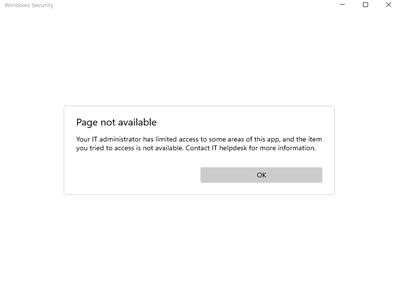 Windows Security
Page not available
Your IT administrator has limited access to some areas of this app, and the item
you tried to access is not available. Contact IT helpdesk for more information.
OK